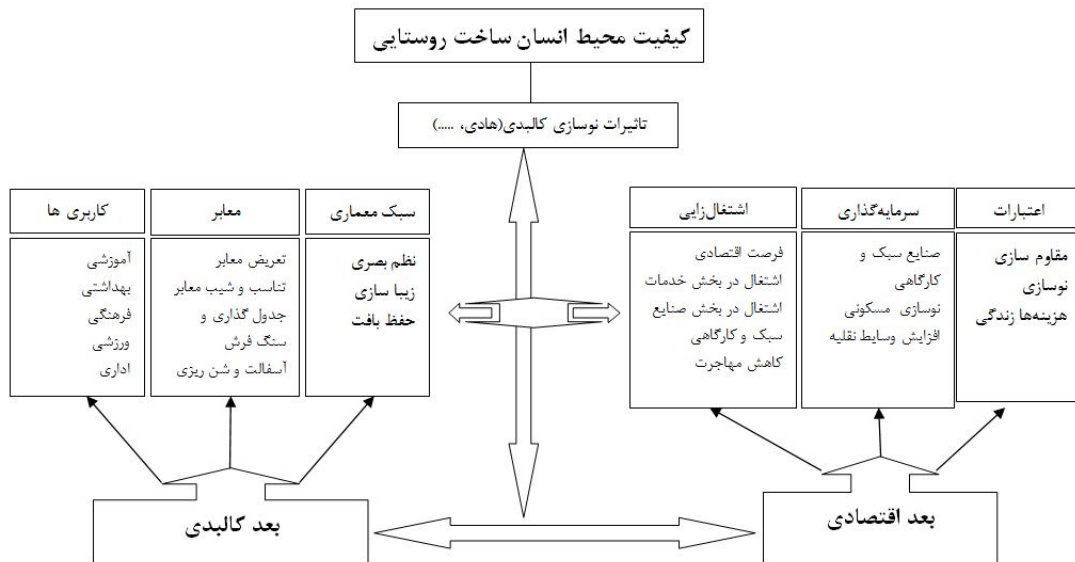 کیفیت محیط انسان ساخت روستایی
تاثیرات نوسازی کالبدی(هادی، .....)
اعتبارات
مقاوم سازی
نوسازی
هزینه‌ها زندگی
سرمایه‌گذاری
صنایع سبک و
کارگاهی
نوسازی مسکونی
افزایش وسایط نقلیه
اشتغال‌زایی
فرصت اقتصادی
اشتغال در بخش خدمات
اشتغال در بخش صنایع
سبک و کارگاهی
کاهش مهاجرت
سبک معماری
نظم بصری
زیبا سازی
حفظ بافت
معابر
تعریض معابر
تناسب و شیب معابر
جدول گذاری و
سنگ فرش
آسفالت و شن ریزی
کاربری ها
آموزشی
بهداشتی
فرهنگی
ورزشی
اداری
بعد اقتصادی
بعد کالبدی